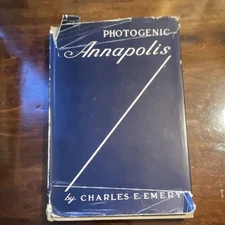 PHOTOGENIC
Annapolis
by CHARLES E. EMERY